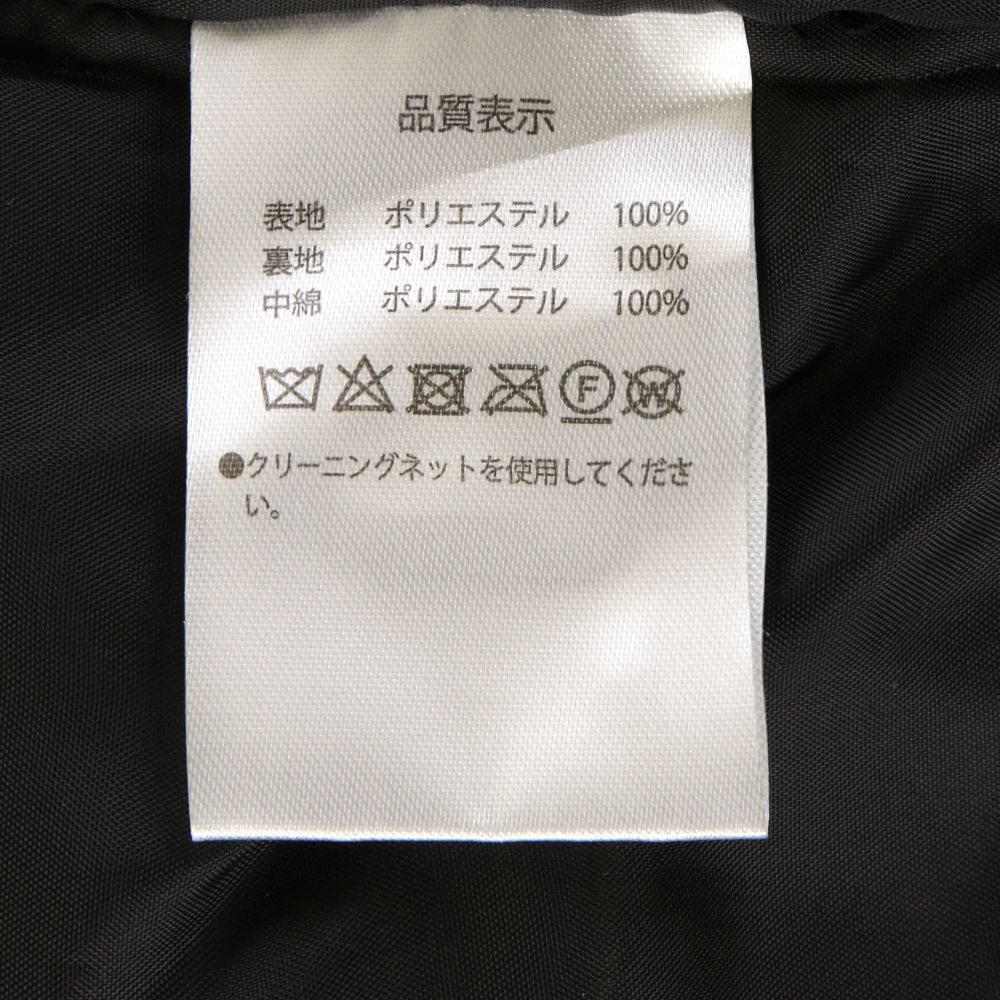 品質表示
表地 ポリエステル 100%
裏地 ポリエステル 100%
中綿 ポリエステル 100%
F W
●クリーニングネットを使用してくださ
い。